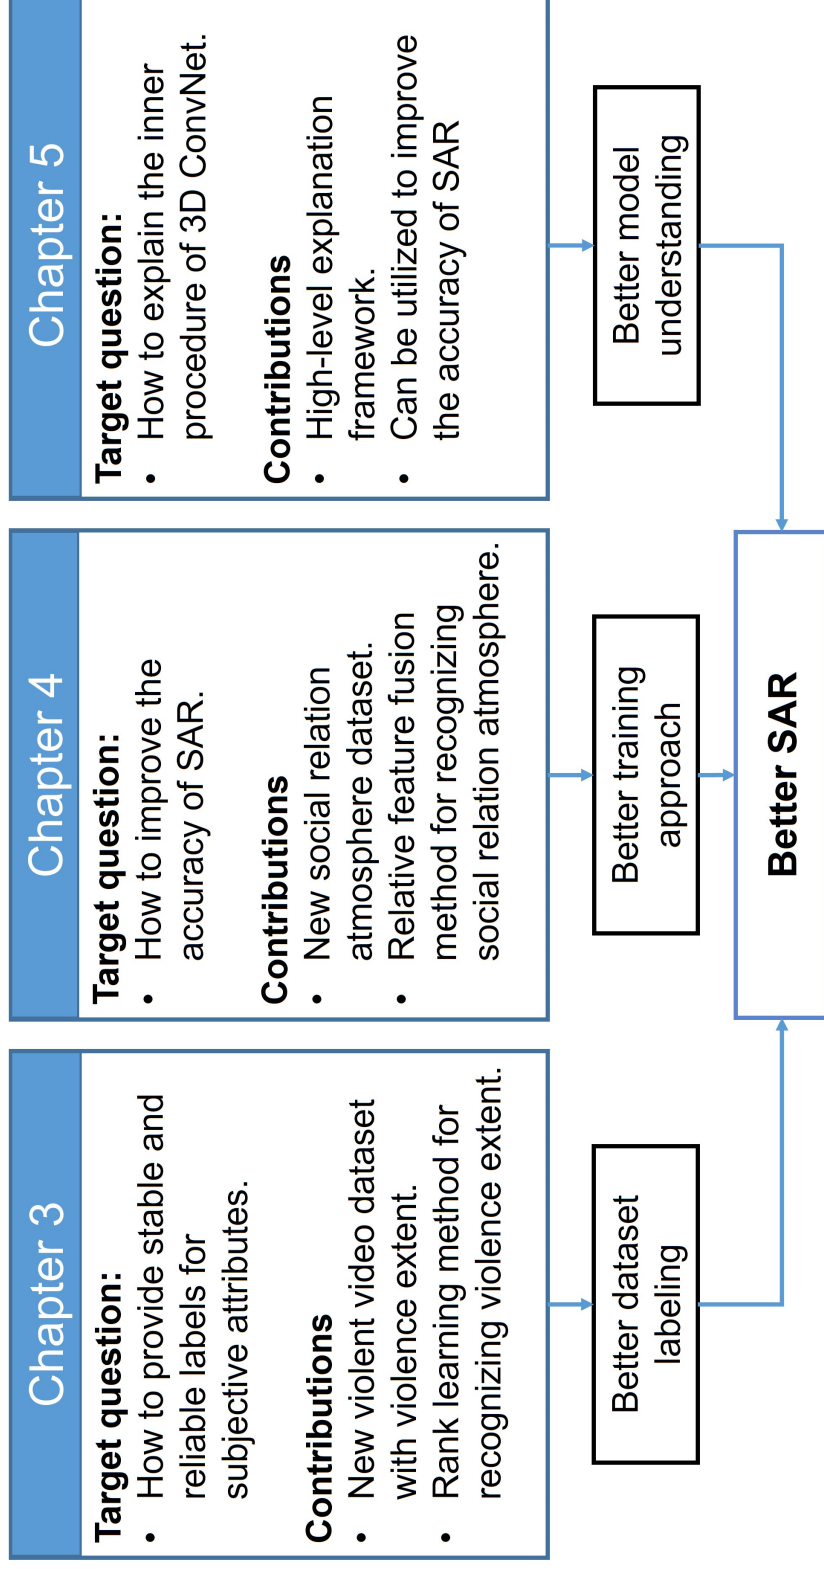 Chapter 3
Target question:
• How to provide stable and
reliable labels for
subjective attributes.
Contributions
• New violent video dataset
with violence extent.
• Rank learning method for
recognizing violence extent.
Chapter 4
Target question:
• How to improve the
accuracy of SAR.
Contributions
• New social relation
atmosphere dataset.
• Relative feature fusion
method for recognizing
social relation atmosphere.
Chapter 5
Target question:
• How to explain the inner
procedure of 3D ConvNet.
Contributions
• High-level explanation
framework.
• Can be utilized to improve
the accuracy of SAR
Better dataset
labeling
Better training
approach
Better model
understanding
Better SAR